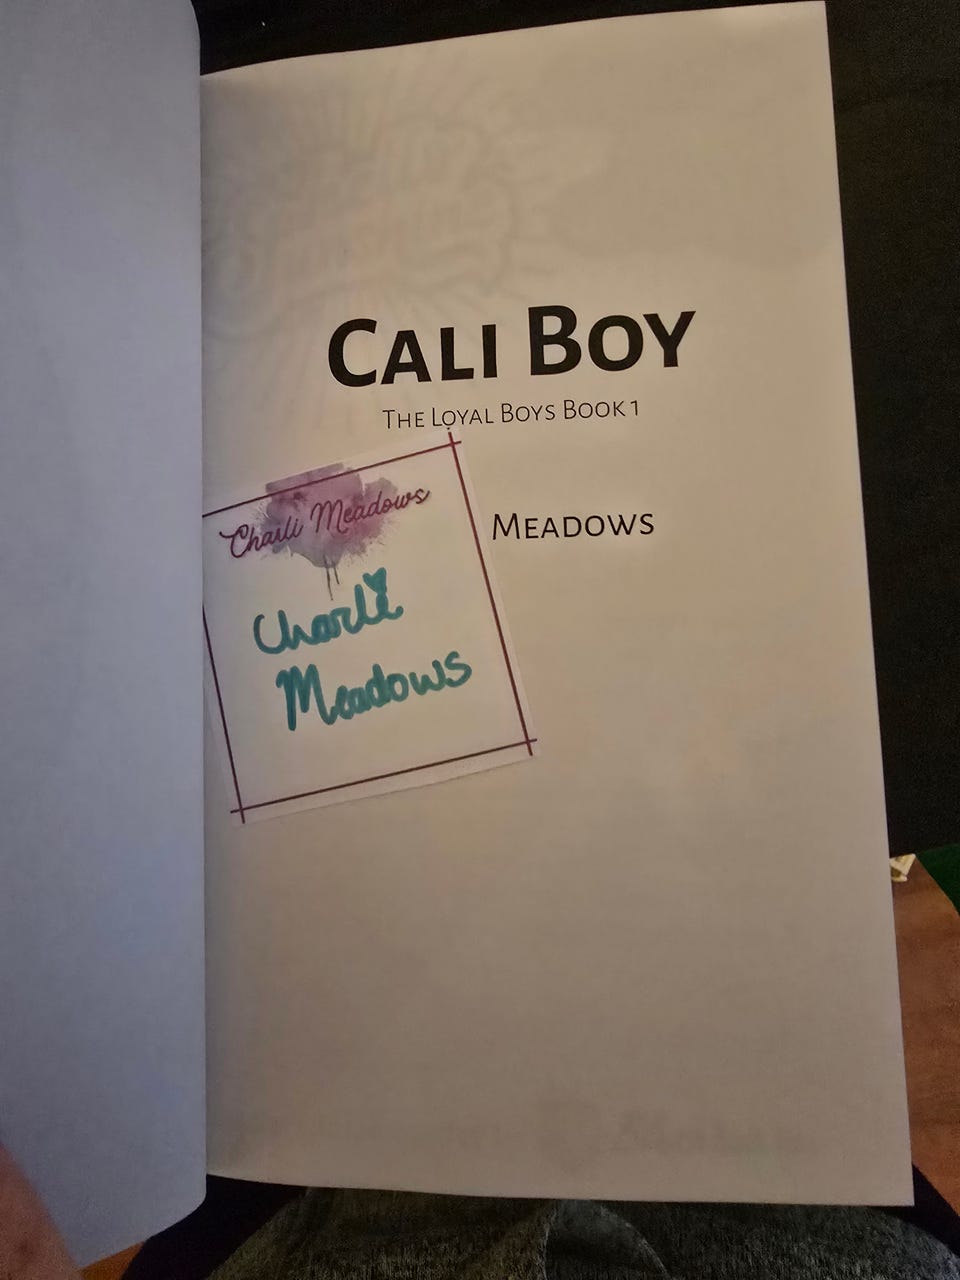 CALI BOY
THE LOYAL BOYS BOOK 1
MEADOWS
Charli Meadows
Charli
Meadows